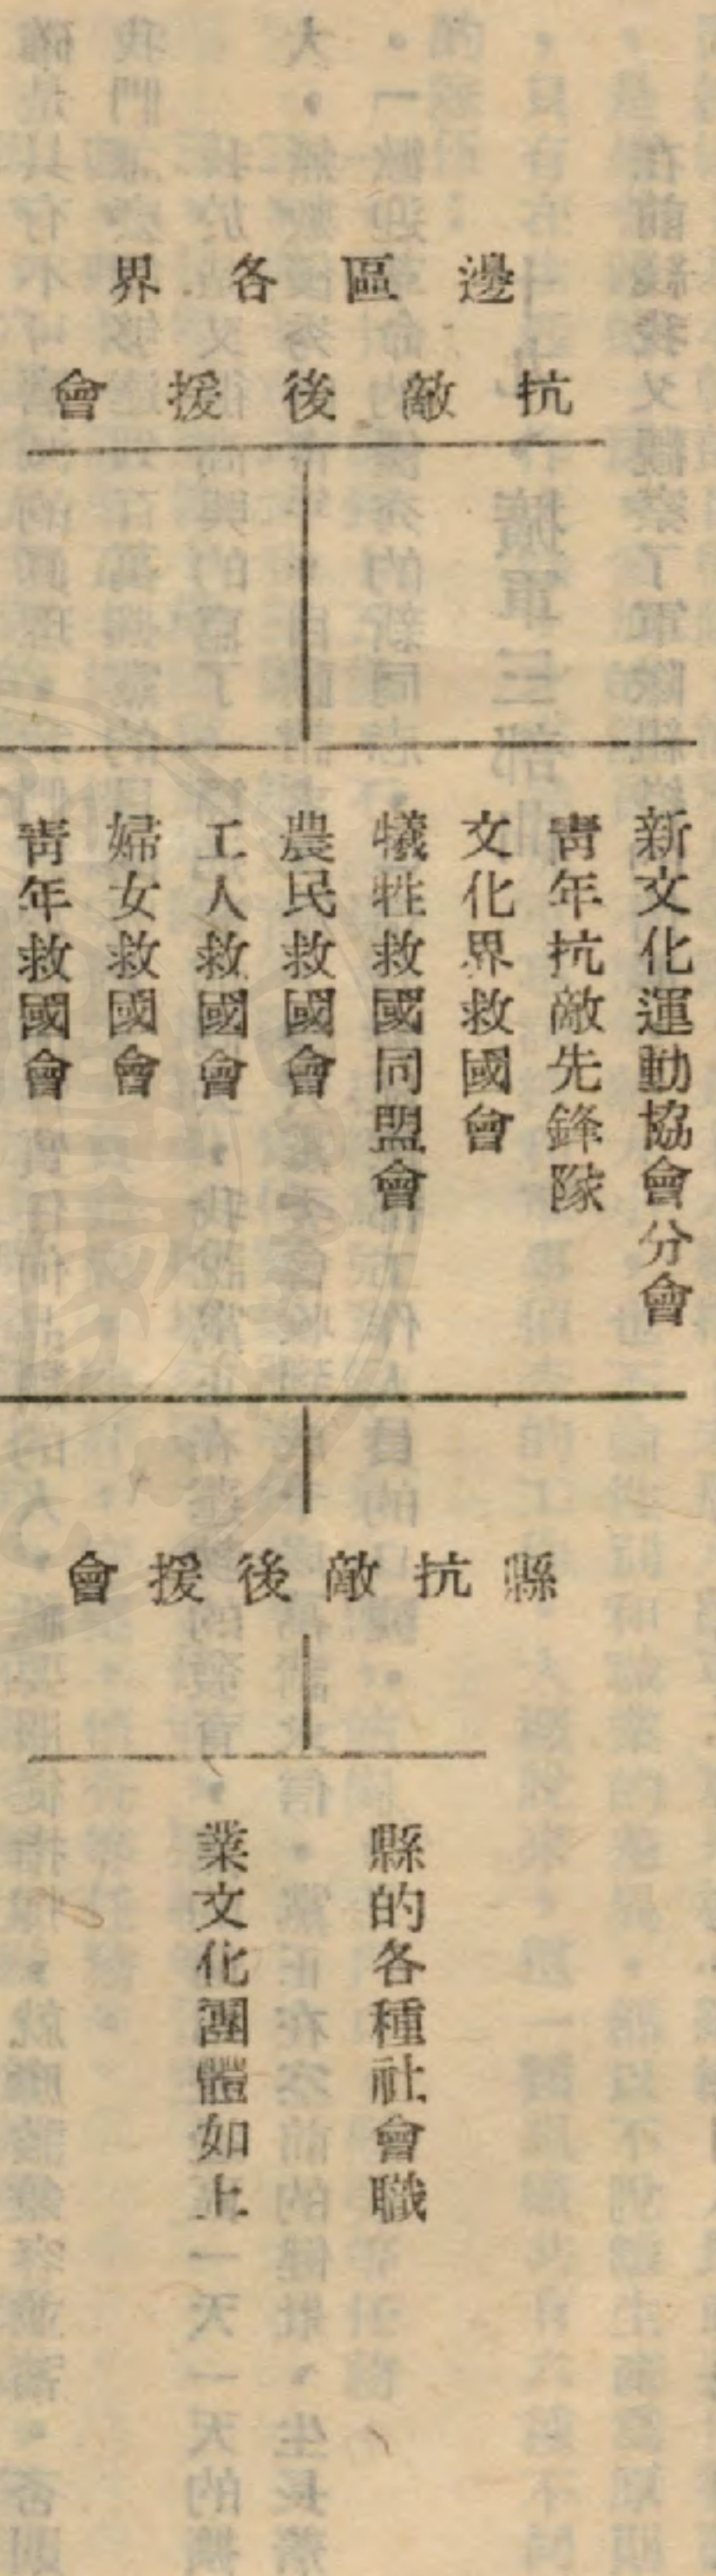 邊區各界
抗敵後援會
新文化運動協會分會
青年抗敵先鋒隊
文化界救國會
犧牲救國同盟會
農民救國會
工人救國會
婦女救國會
青年救國會
縣抗敵後援會
縣的各種社會職
業文化團體如上